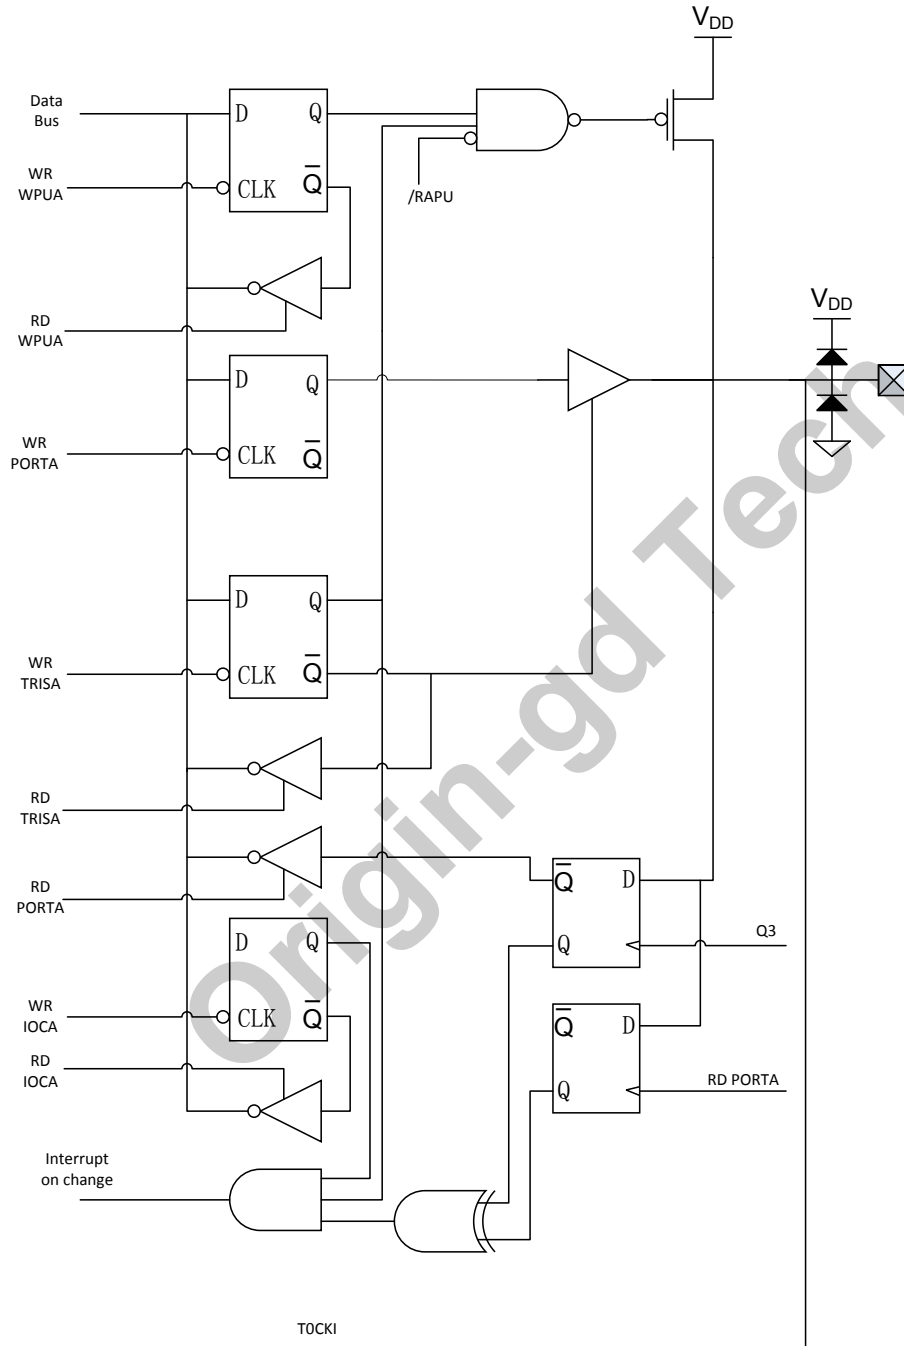 VDD
Data
Bus
D
Q
WR
WPUA
CLK
Q̅
/RAPU
RD
WPUA
VDD
D
Q
WR
PORTA
CLK
Q̅
D
Q
WR
TRISA
CLK
Q̅
RD
TRISA
RD
PORTA
Q̅
D
Q
Q3
D
Q
WR
IOCA
CLK
Q̅
RD
IOCA
Q̅
D
Q
RD PORTA
Interrupt
on change
T0CKI
Origin-gd Tech